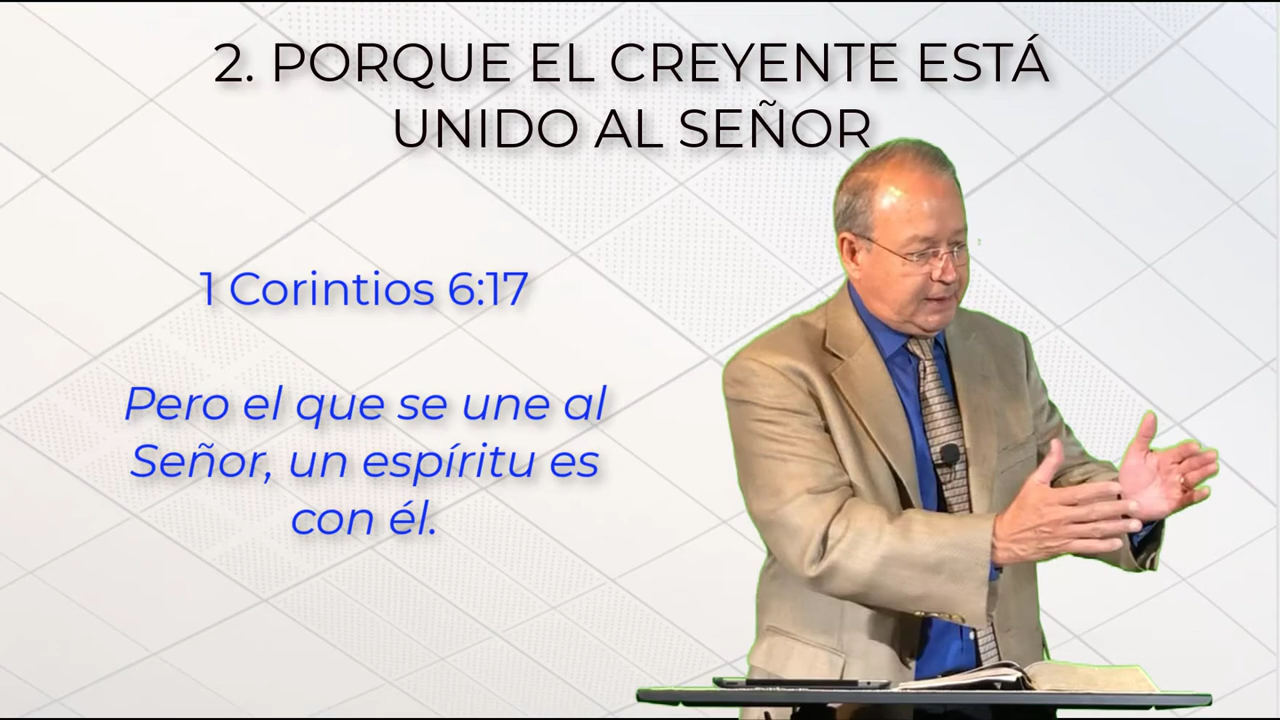 2. PORQUE EL CREYENTE ESTÁ
UNIDO AL SEÑOR
1 Corintios 6:17
Pero el que se une al
Señor, un espíritu es
con él.